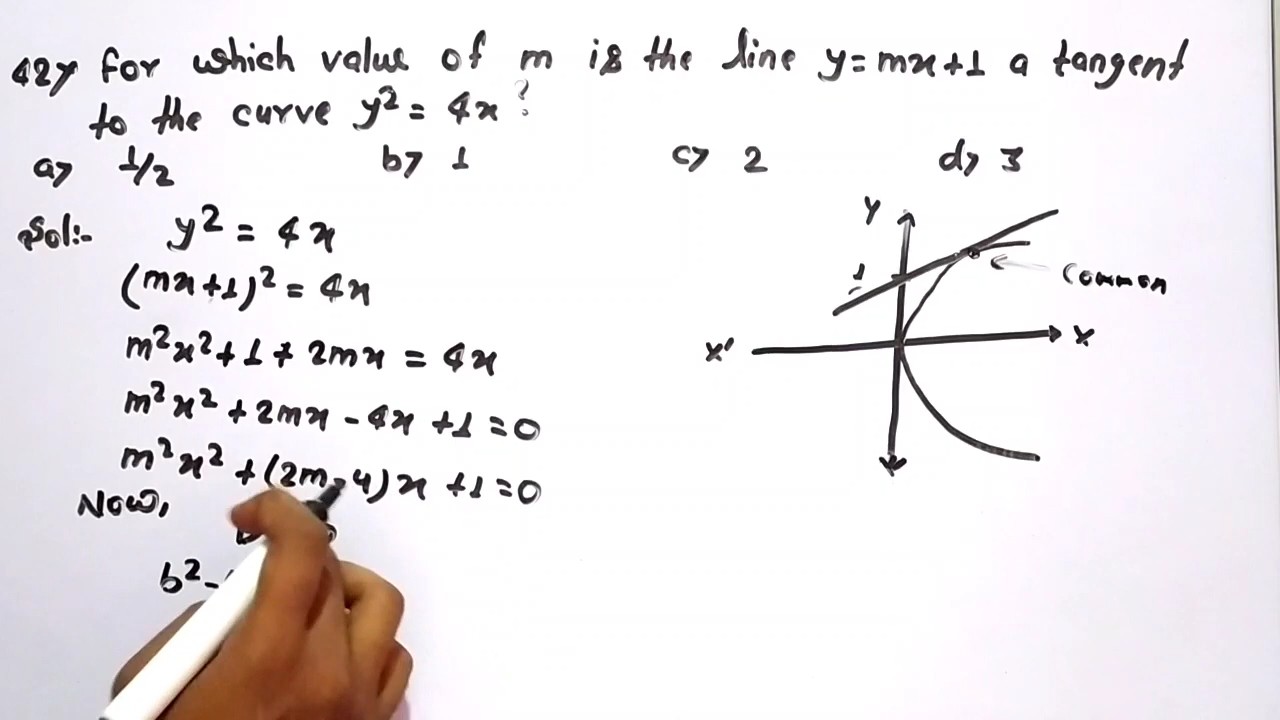 42> For which value of m is the line y=mx+1 a tangent
to the curve y² = 4x?
a> 1/2 b> 1 c> 2 d> 3
Sol:- y² = 4x
(mx+1)² = 4x
m²x²+1+2mx = 4x
m²x² + 2mx - 4x +1 = 0
m²x² + (2m-4)x +1 = 0
Now,
b² -
Y
1
common
X' X